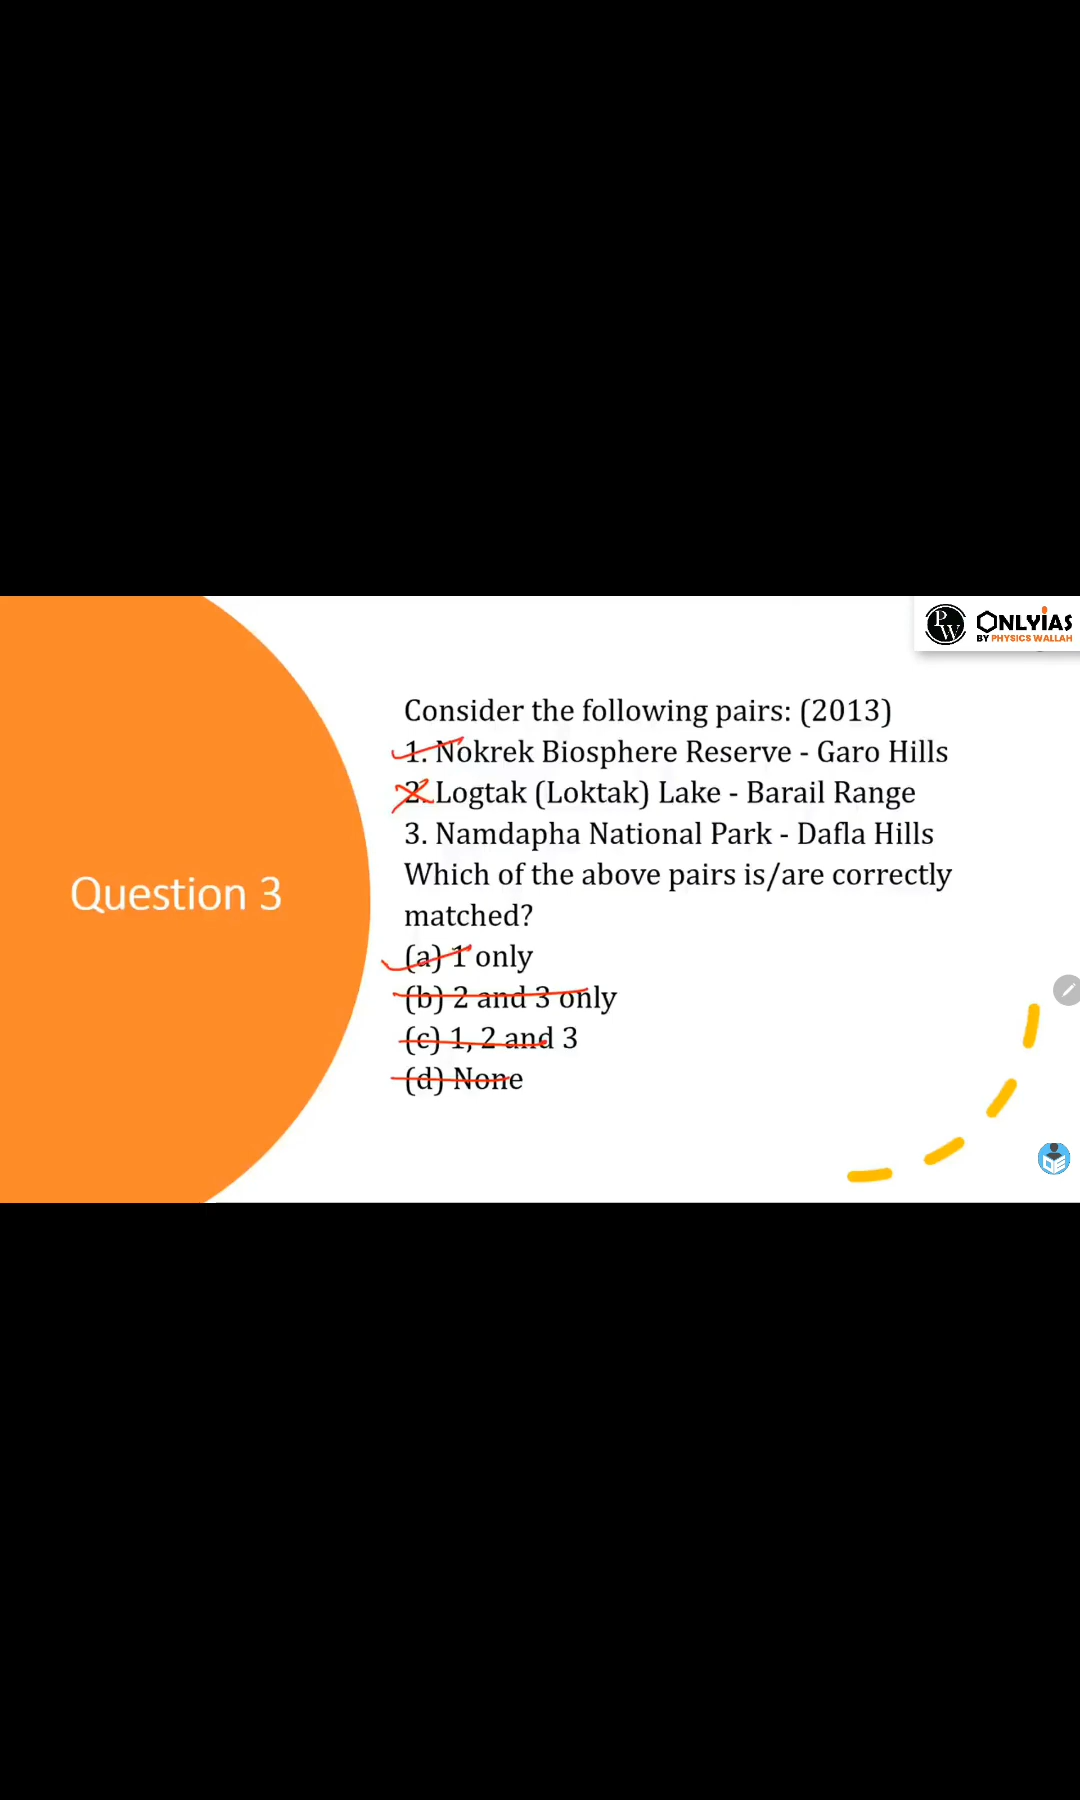 PW ONLYIAS
BY PHYSICS WALLAH
Consider the following pairs: (2013)
1. Nokrek Biosphere Reserve - Garo Hills
2. Logtak (Loktak) Lake - Barail Range
3. Namdapha National Park - Dafla Hills
Which of the above pairs is/are correctly
matched?
Question 3
(a) 1 only
(b) 2 and 3 only
(c) 1, 2 and 3
(d) None